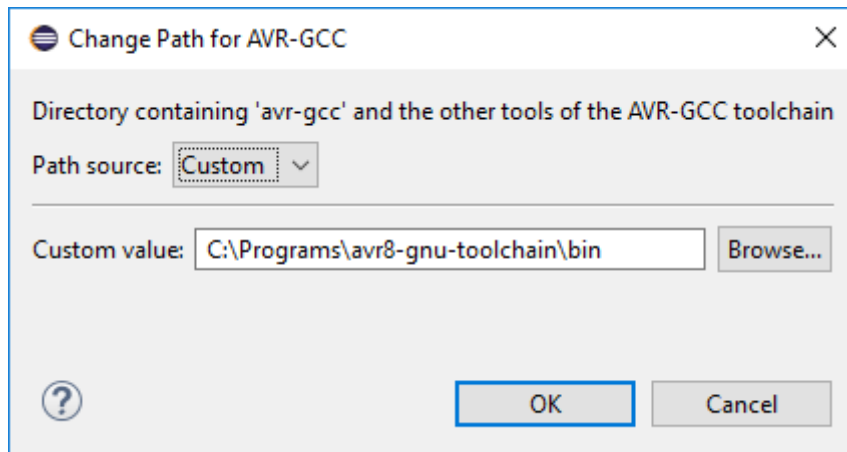 Change Path for AVR-GCC
Directory containing 'avr-gcc' and the other tools of the AVR-GCC toolchain
Path source: Custom
Custom value: C:\Programs\avr8-gnu-toolchain\bin Browse...
? OK Cancel